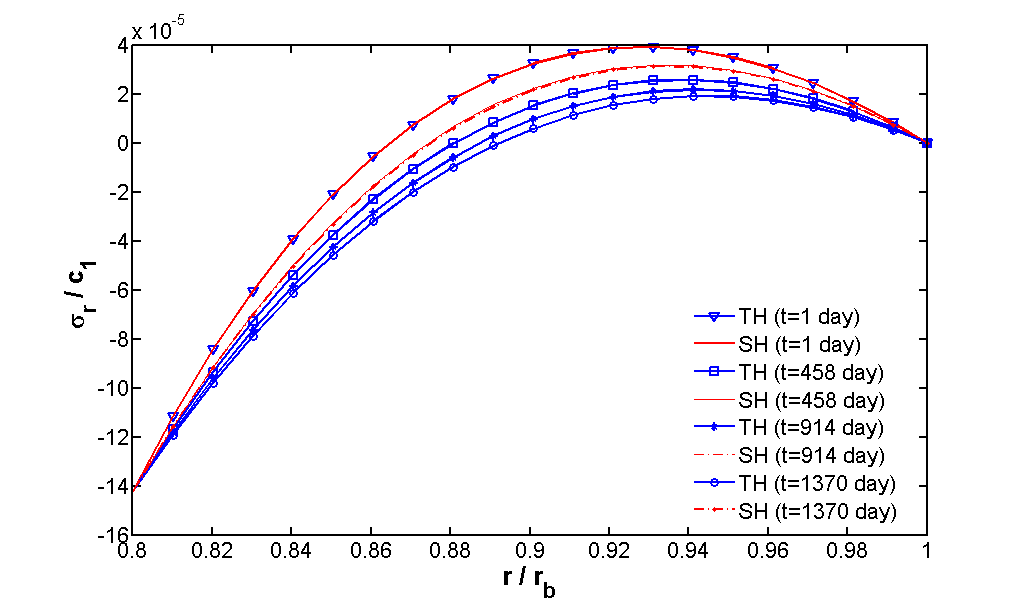 x 10-5
4
2
0
-2
-4
-6
-8
-10
-12
-14
-16
σr / c1
TH (t=1 day)
SH (t=1 day)
TH (t=458 day)
SH (t=458 day)
TH (t=914 day)
SH (t=914 day)
TH (t=1370 day)
SH (t=1370 day)
0.8 0.82 0.84 0.86 0.88 0.9 0.92 0.94 0.96 0.98 1
r / rb